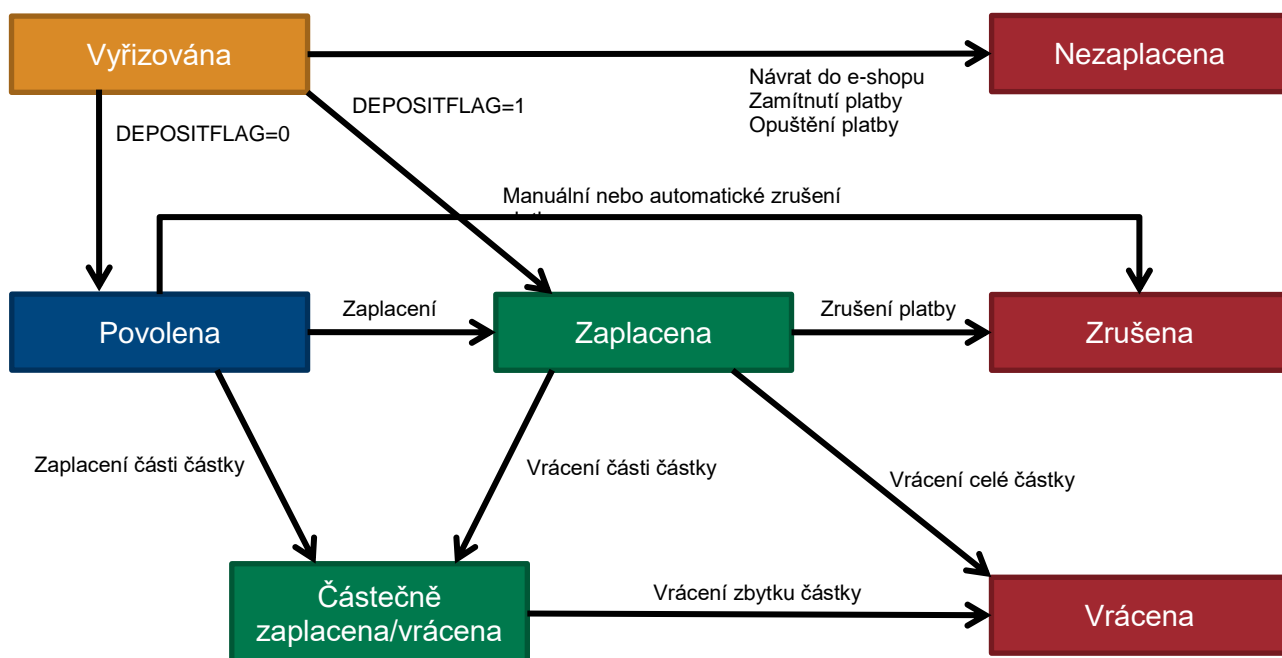 Vyřizována
Nezaplacena
Návrat do e-shopu
Zamítnutí platby
Opuštění platby
DEPOSITFLAG=1
DEPOSITFLAG=0
Manuální nebo automatické zrušení
Povolena
Zaplacení
Zaplacena
Zrušení platby
Zrušena
Zaplacení části částky
Vrácení části částky
Vrácení celé částky
Částečně
zaplacena/vrácena
Vrácení zbytku částky
Vrácena